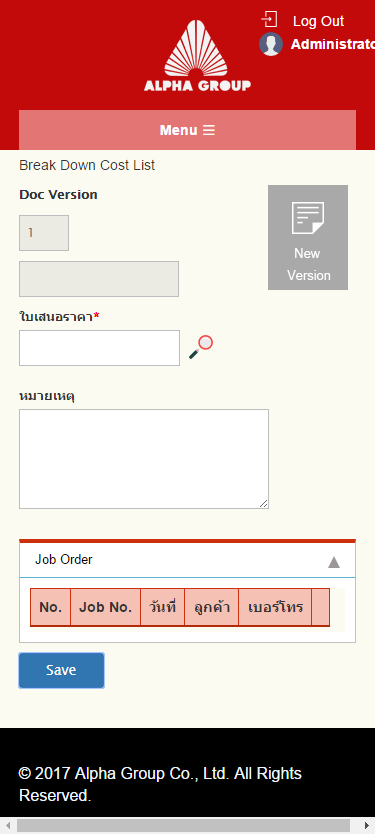 Log Out
Administrato
ALPHA GROUP
Menu ☰
Break Down Cost List
Doc Version
1
New
Version
ใบเสนอราคา*
หมายเหตุ
Job Order
No. Job No. วันที่ ลูกค้า เบอร์โทร
Save
© 2017 Alpha Group Co., Ltd. All Rights
Reserved.